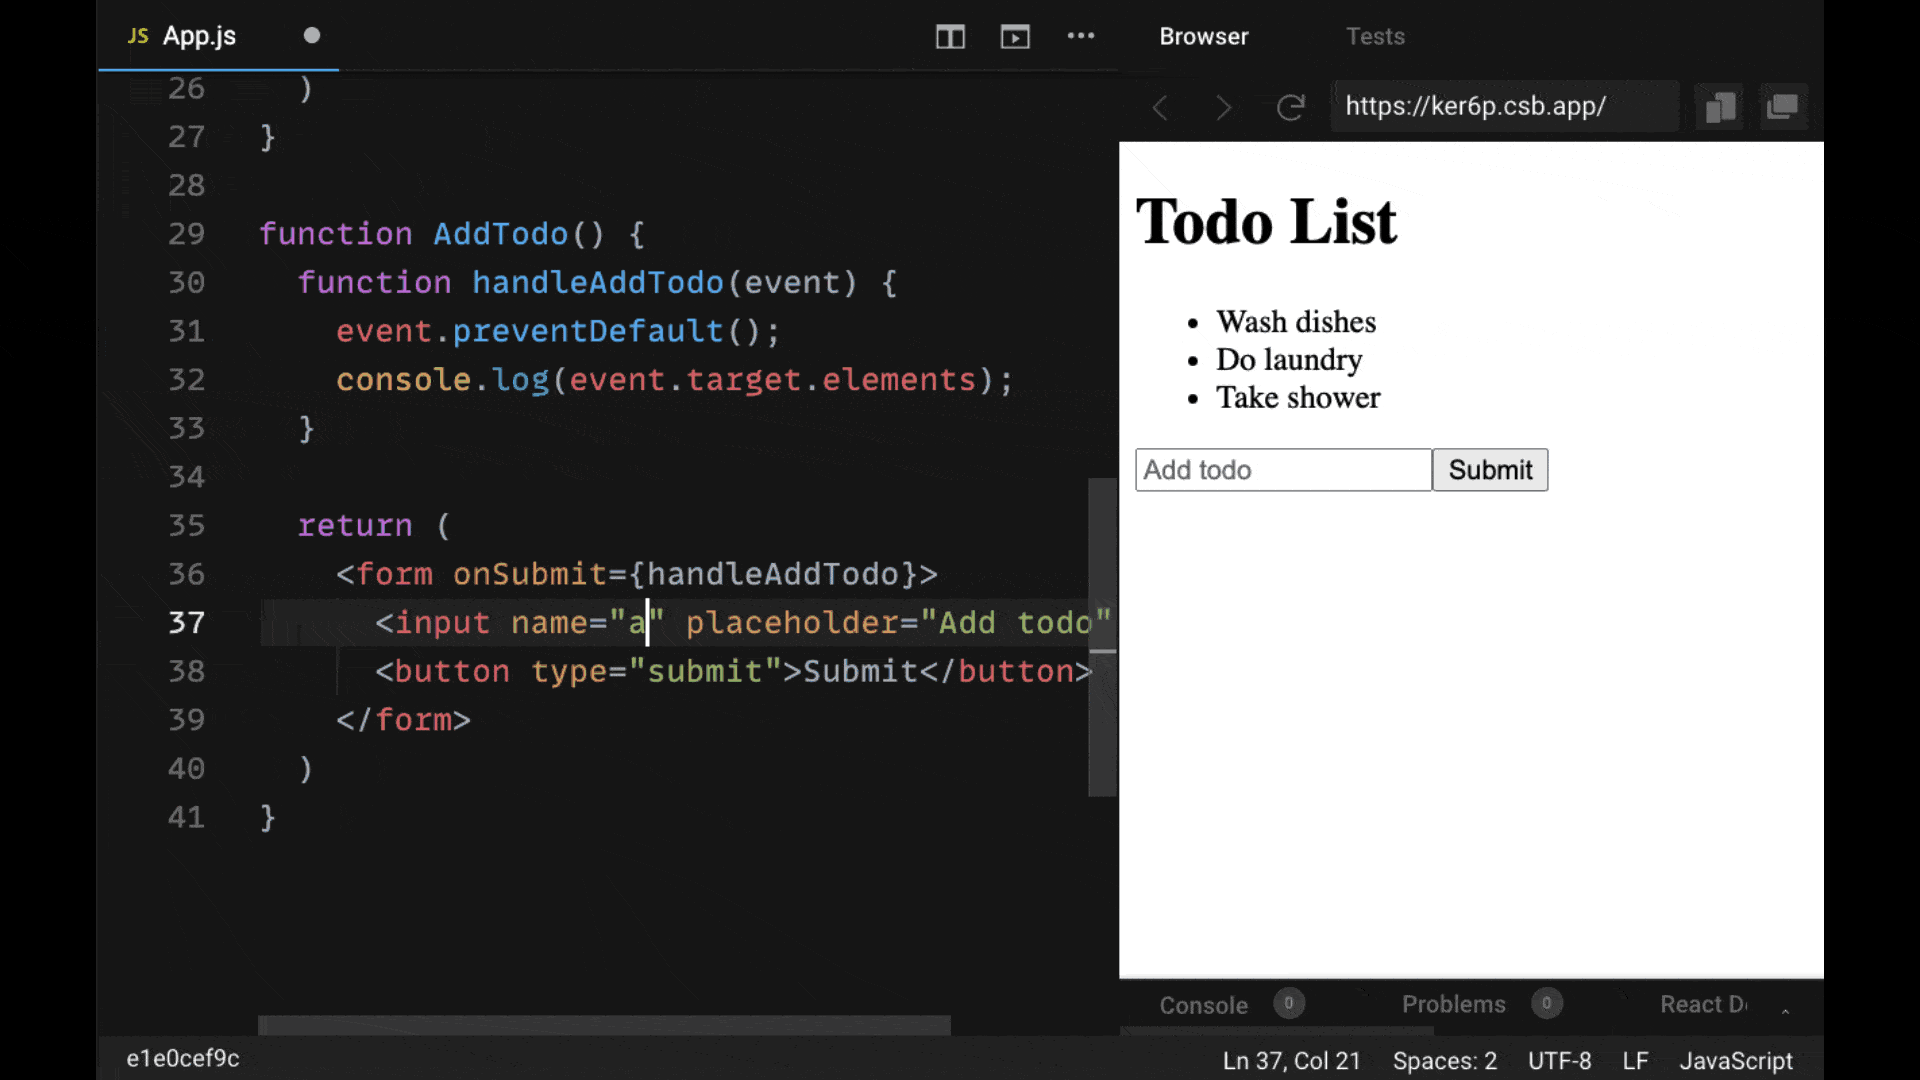 JS App.js
26 )
27 }
28
29 function AddTodo() {
30 function handleAddTodo(event) {
31 event.preventDefault();
32 console.log(event.target.elements);
33 }
34
35 return (
36 <form onSubmit={handleAddTodo}>
37 <input name="a" placeholder="Add todo"
38 <button type="submit">Submit</button>
39 </form>
40 )
41 }
e1e0cef9c
Browser Tests
https://ker6p.csb.app/
Todo List
• Wash dishes
• Do laundry
• Take shower
Add todo Submit
Console 0 Problems 0 React D
Ln 37, Col 21 Spaces: 2 UTF-8 LF JavaScript